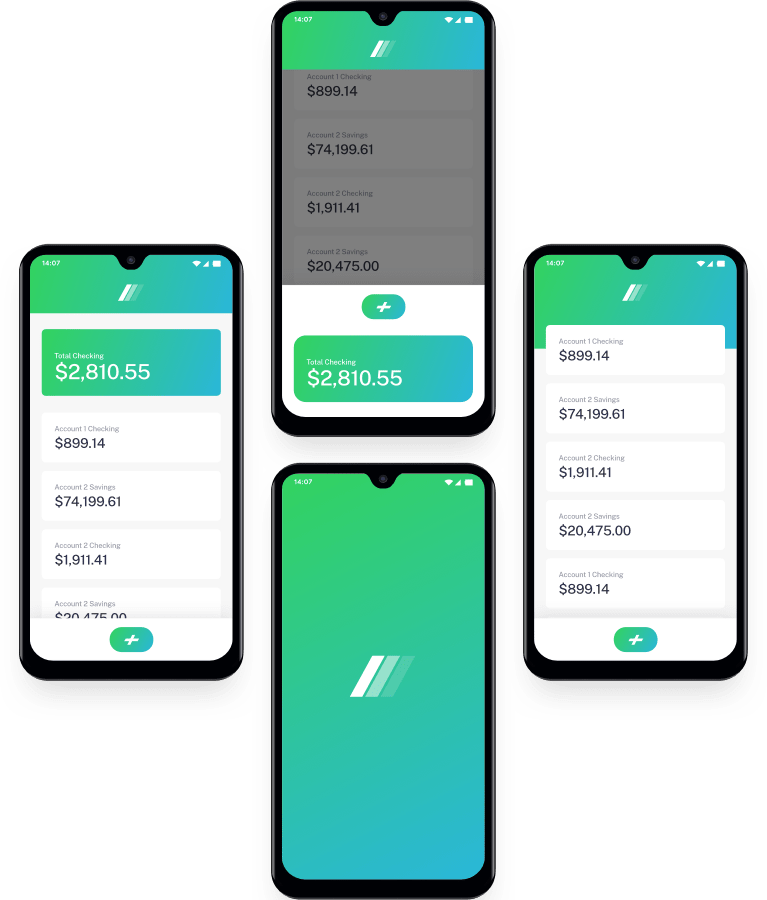 14:07
Account 1 Checking
$899.14
Account 2 Savings
$74,199.61
Account 2 Checking
$1,911.41
Account 2 Savings
$20,475.00
Total Checking
$2,810.55
14:07
Total Checking
$2,810.55
Account 1 Checking
$899.14
Account 2 Savings
$74,199.61
Account 2 Checking
$1,911.41
Account 2 Savings
$20,475.00
14:07
Account 1 Checking
$899.14
Account 2 Savings
$74,199.61
Account 2 Checking
$1,911.41
Account 2 Savings
$20,475.00
Account 1 Checking
$899.14
14:07